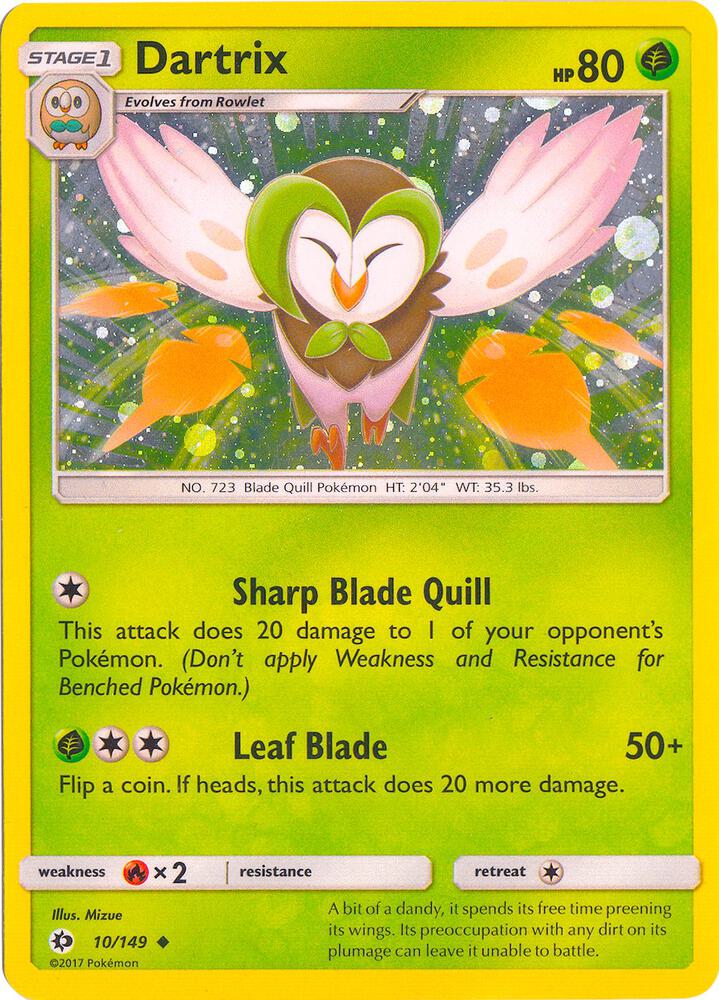 STAGE 1 Dartrix HP 80
Evolves from Rowlet
NO. 723 Blade Quill Pokémon HT: 2'04" WT: 35.3 lbs.
Sharp Blade Quill
This attack does 20 damage to 1 of your opponent's
Pokémon. (Don't apply Weakness and Resistance for
Benched Pokémon.)
Leaf Blade 50+
Flip a coin. If heads, this attack does 20 more damage.
weakness ×2 resistance retreat
Illus. Mizue
10/149
©2017 Pokémon
A bit of a dandy, it spends its free time preening
its wings. Its preoccupation with any dirt on its
plumage can leave it unable to battle.